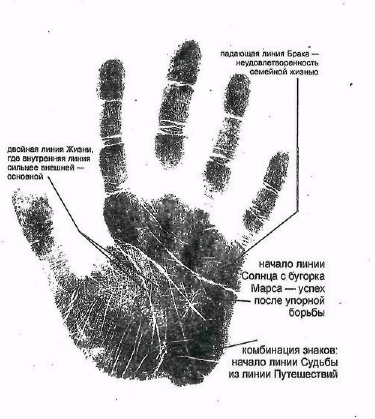 падающая линия Брака —
неудовлетворенность
семейной жизнью
двойная линия Жизни,
где внутренняя линия
сильнее внешней —
основной
начало линии
Солнца с бугорка
Марса — успех
после упорной
борьбы
комбинация знаков:
начало линии Судьбы
из линии Путешествий